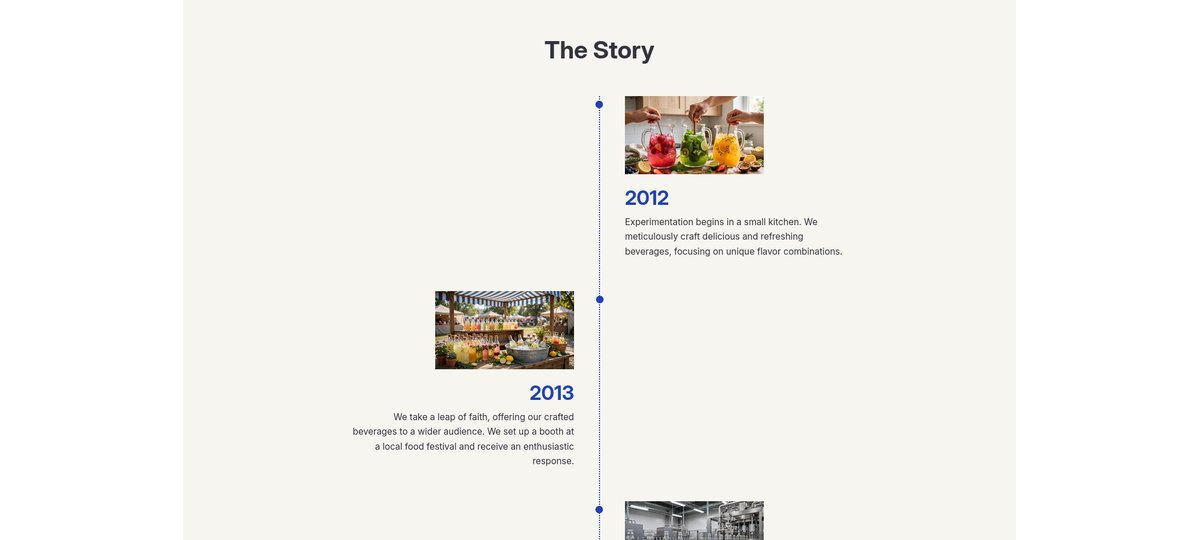 The Story
2012
Experimentation begins in a small kitchen. We
meticulously craft delicious and refreshing
beverages, focusing on unique flavor combinations.
2013
We take a leap of faith, offering our crafted
beverages to a wider audience. We set up a booth at
a local food festival and receive an enthusiastic
response.